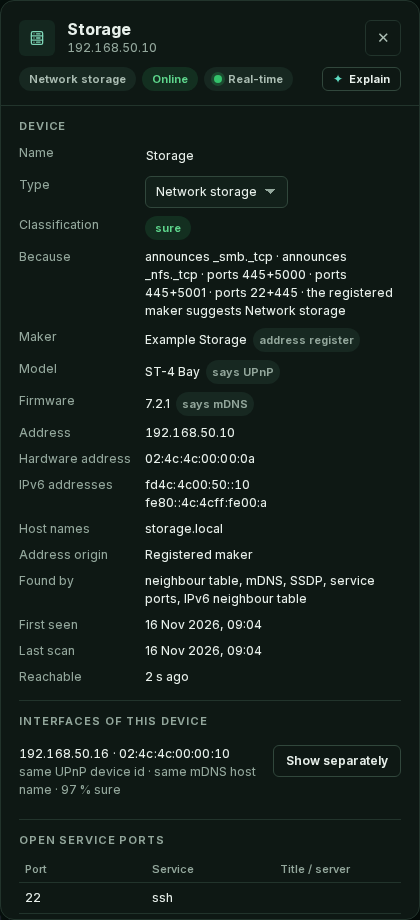 Storage
192.168.50.10
Network storage Online Real-time Explain
DEVICE
Name Storage
Type Network storage
Classification sure
Because announces _smb._tcp · announces
_nfs._tcp · ports 445+5000 · ports
445+5001 · ports 22+445 · the registered
maker suggests Network storage
Maker Example Storage address register
Model ST-4 Bay says UPnP
Firmware 7.2.1 says mDNS
Address 192.168.50.10
Hardware address 02:4c:4c:00:00:0a
IPv6 addresses fd4c:4c00:50::10
fe80::4c:4cff:fe00:a
Host names storage.local
Address origin Registered maker
Found by neighbour table, mDNS, SSDP, service
ports, IPv6 neighbour table
First seen 16 Nov 2026, 09:04
Last scan 16 Nov 2026, 09:04
Reachable 2 s ago
INTERFACES OF THIS DEVICE
192.168.50.16 · 02:4c:4c:00:00:10
same UPnP device id · same mDNS host
name · 97 % sure
Show separately
OPEN SERVICE PORTS
Port Service Title / server
22 ssh